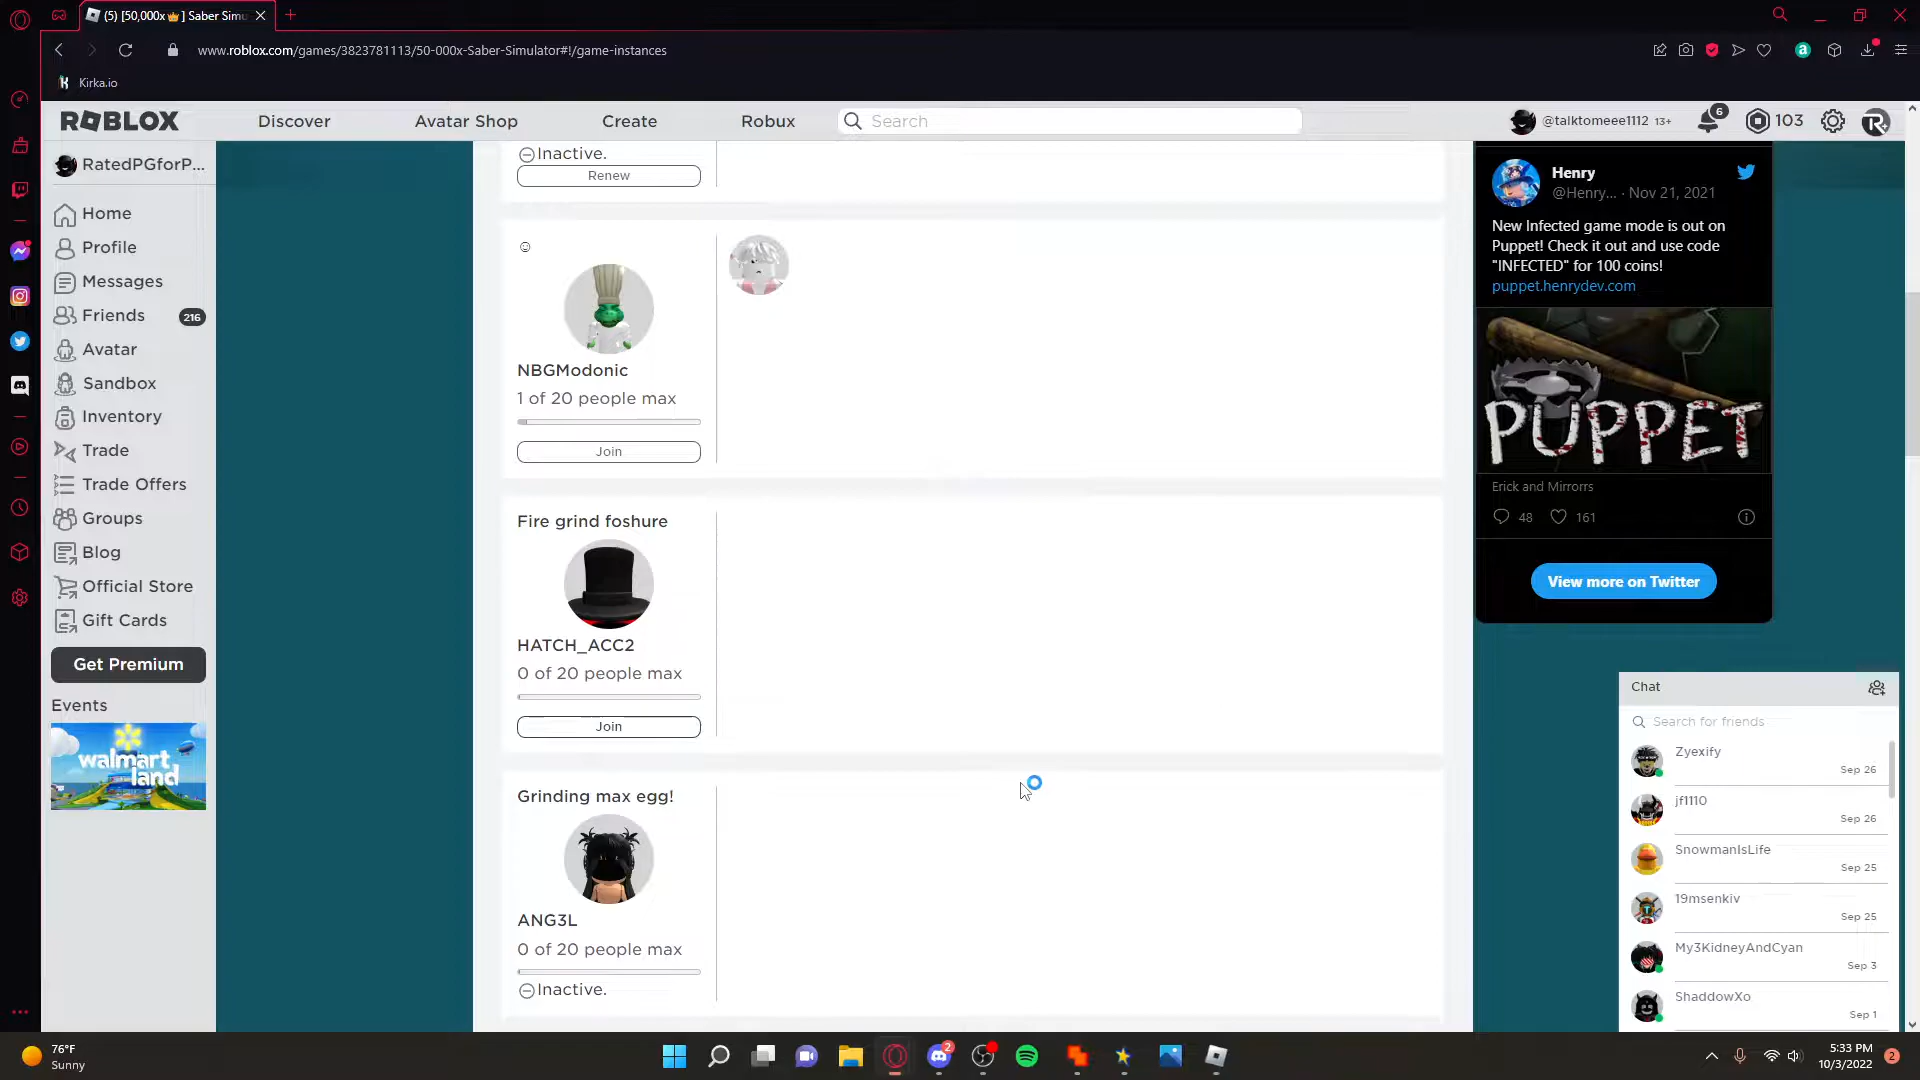 (5) [50,000x👑] Saber Simu
www.roblox.com/games/3823781113/50-000x-Saber-Simulator#!/game-instances
Kirka.io
ROBLOX
Discover
Avatar Shop
Create
Robux
Search
@talktomeee1112 13+
6
103
RatedPGforP...
Home
Profile
Messages
Friends 216
Avatar
Sandbox
Inventory
Trade
Trade Offers
Groups
Blog
Official Store
Gift Cards
Get Premium
Events
walmart
land
Inactive.
Renew
NBGModonic
1 of 20 people max
Join
Fire grind foshure
HATCH_ACC2
0 of 20 people max
Join
Grinding max egg!
ANG3L
0 of 20 people max
Inactive.
Henry
@Henry... · Nov 21, 2021
New Infected game mode is out on
Puppet! Check it out and use code
"INFECTED" for 100 coins!
puppet.henrydev.com
PUPPET
Erick and Mirrorrs
48
161
View more on Twitter
Chat
Search for friends
Zyexify
Sep 26
jf1110
Sep 26
SnowmanIsLife
Sep 25
19msenkiv
Sep 25
My3KidneyAndCyan
Sep 3
ShaddowXo
Sep 1
76°F
Sunny
2
5:33 PM
10/3/2022
2